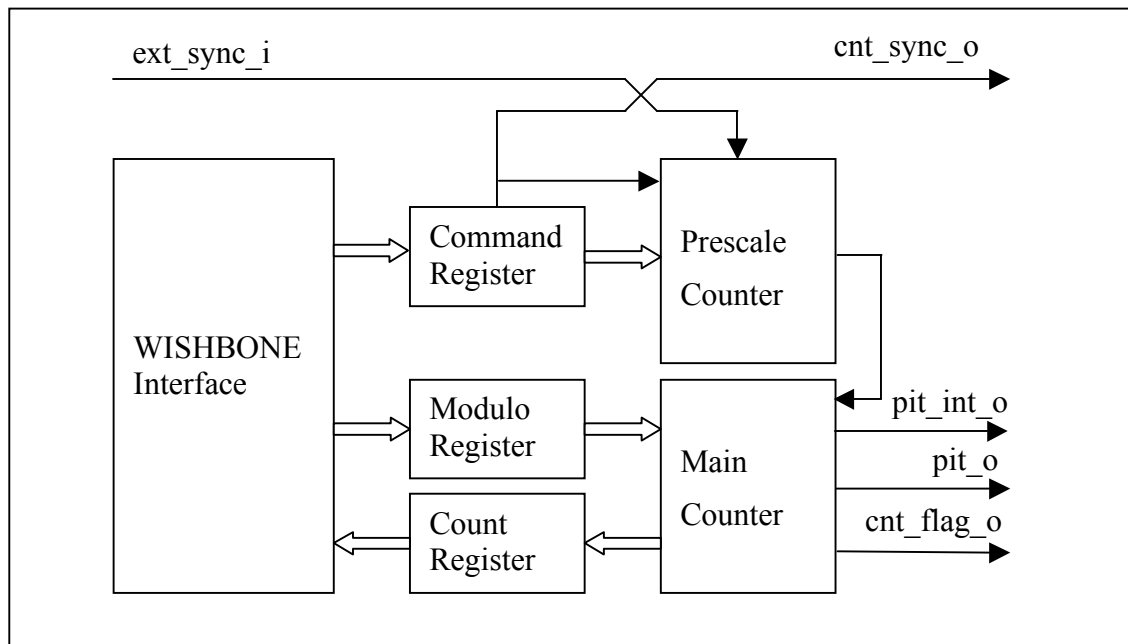 ext_sync_i
cnt_sync_o
Command
Register
Prescale
Counter
WISHBONE
Interface
Modulo
Register
Main
Counter
Count
Register
pit_int_o
pit_o
cnt_flag_o